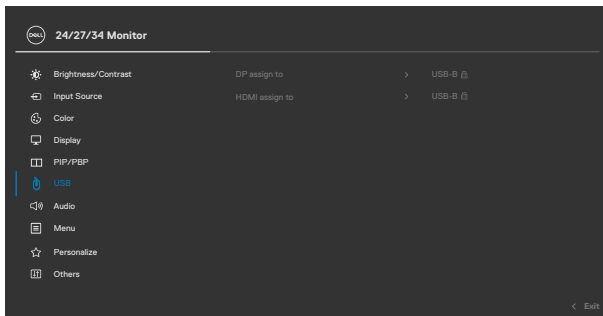 DELL 24/27/34 Monitor
Brightness/Contrast DP assign to > USB-B
Input Source HDMI assign to > USB-B
Color
Display
PIP/PBP
USB
Audio
Menu
Personalize
Others
< Exit